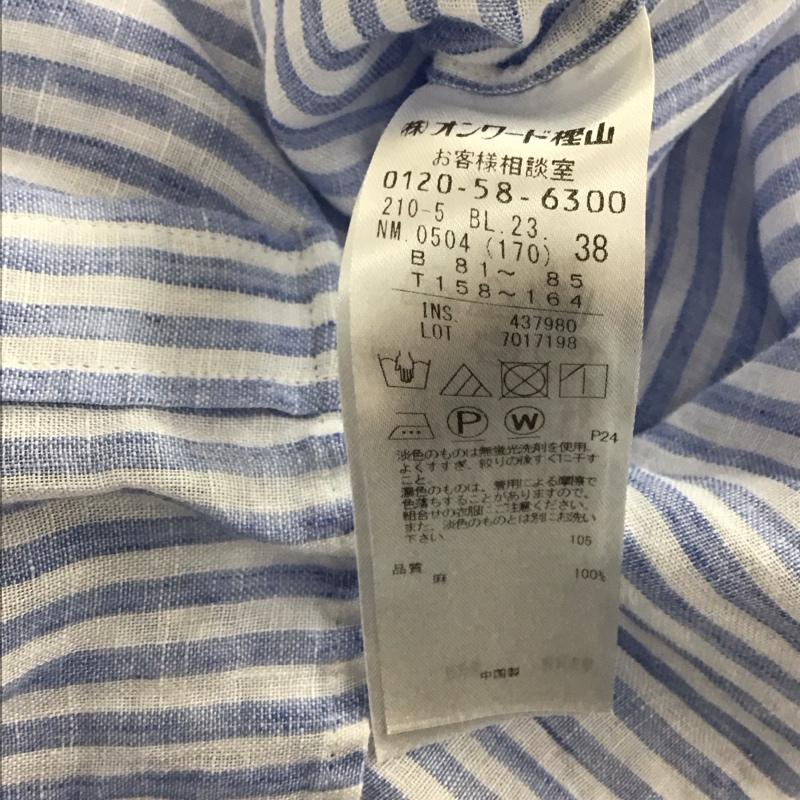 ㈱オンワード樫山
お客様相談室
0120-58-6300
210-5 BL.23.
NM.0504 (170) 38
B 81～ 85
T158～164
INS. 437980
LOT 7017198
P W
P24
淡色のものは無蛍光洗剤を使用、
よくすすぎ、絞りの後すぐに干す
こと
濃色のものは、着用による摩擦で
色落ちすることがありますので、
組合せの衣服にご注意ください。
また、淡色のものとは別にお洗い
下さい。
105
品質
麻 100%
中国製